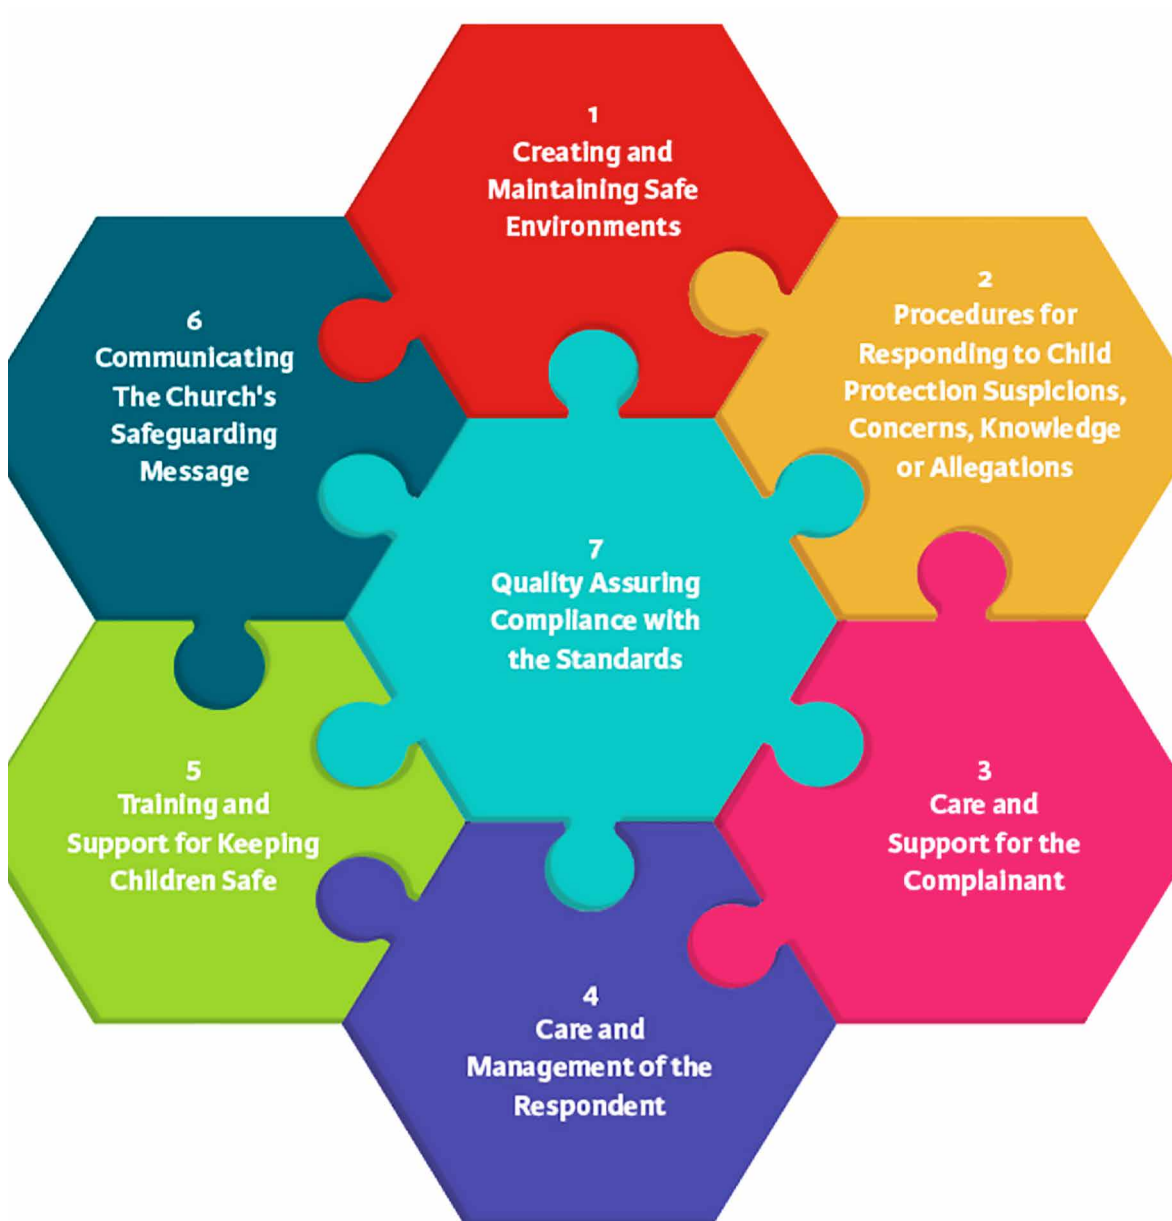 1
Creating and
Maintaining Safe
Environments
2
Procedures for
Responding to Child
Protection Suspicions,
Concerns, Knowledge
or Allegations
3
Care and
Support for the
Complainant
4
Care and
Management of the
Respondent
5
Training and
Support for Keeping
Children Safe
6
Communicating
The Church's
Safeguarding
Message
7
Quality Assuring
Compliance with
the Standards